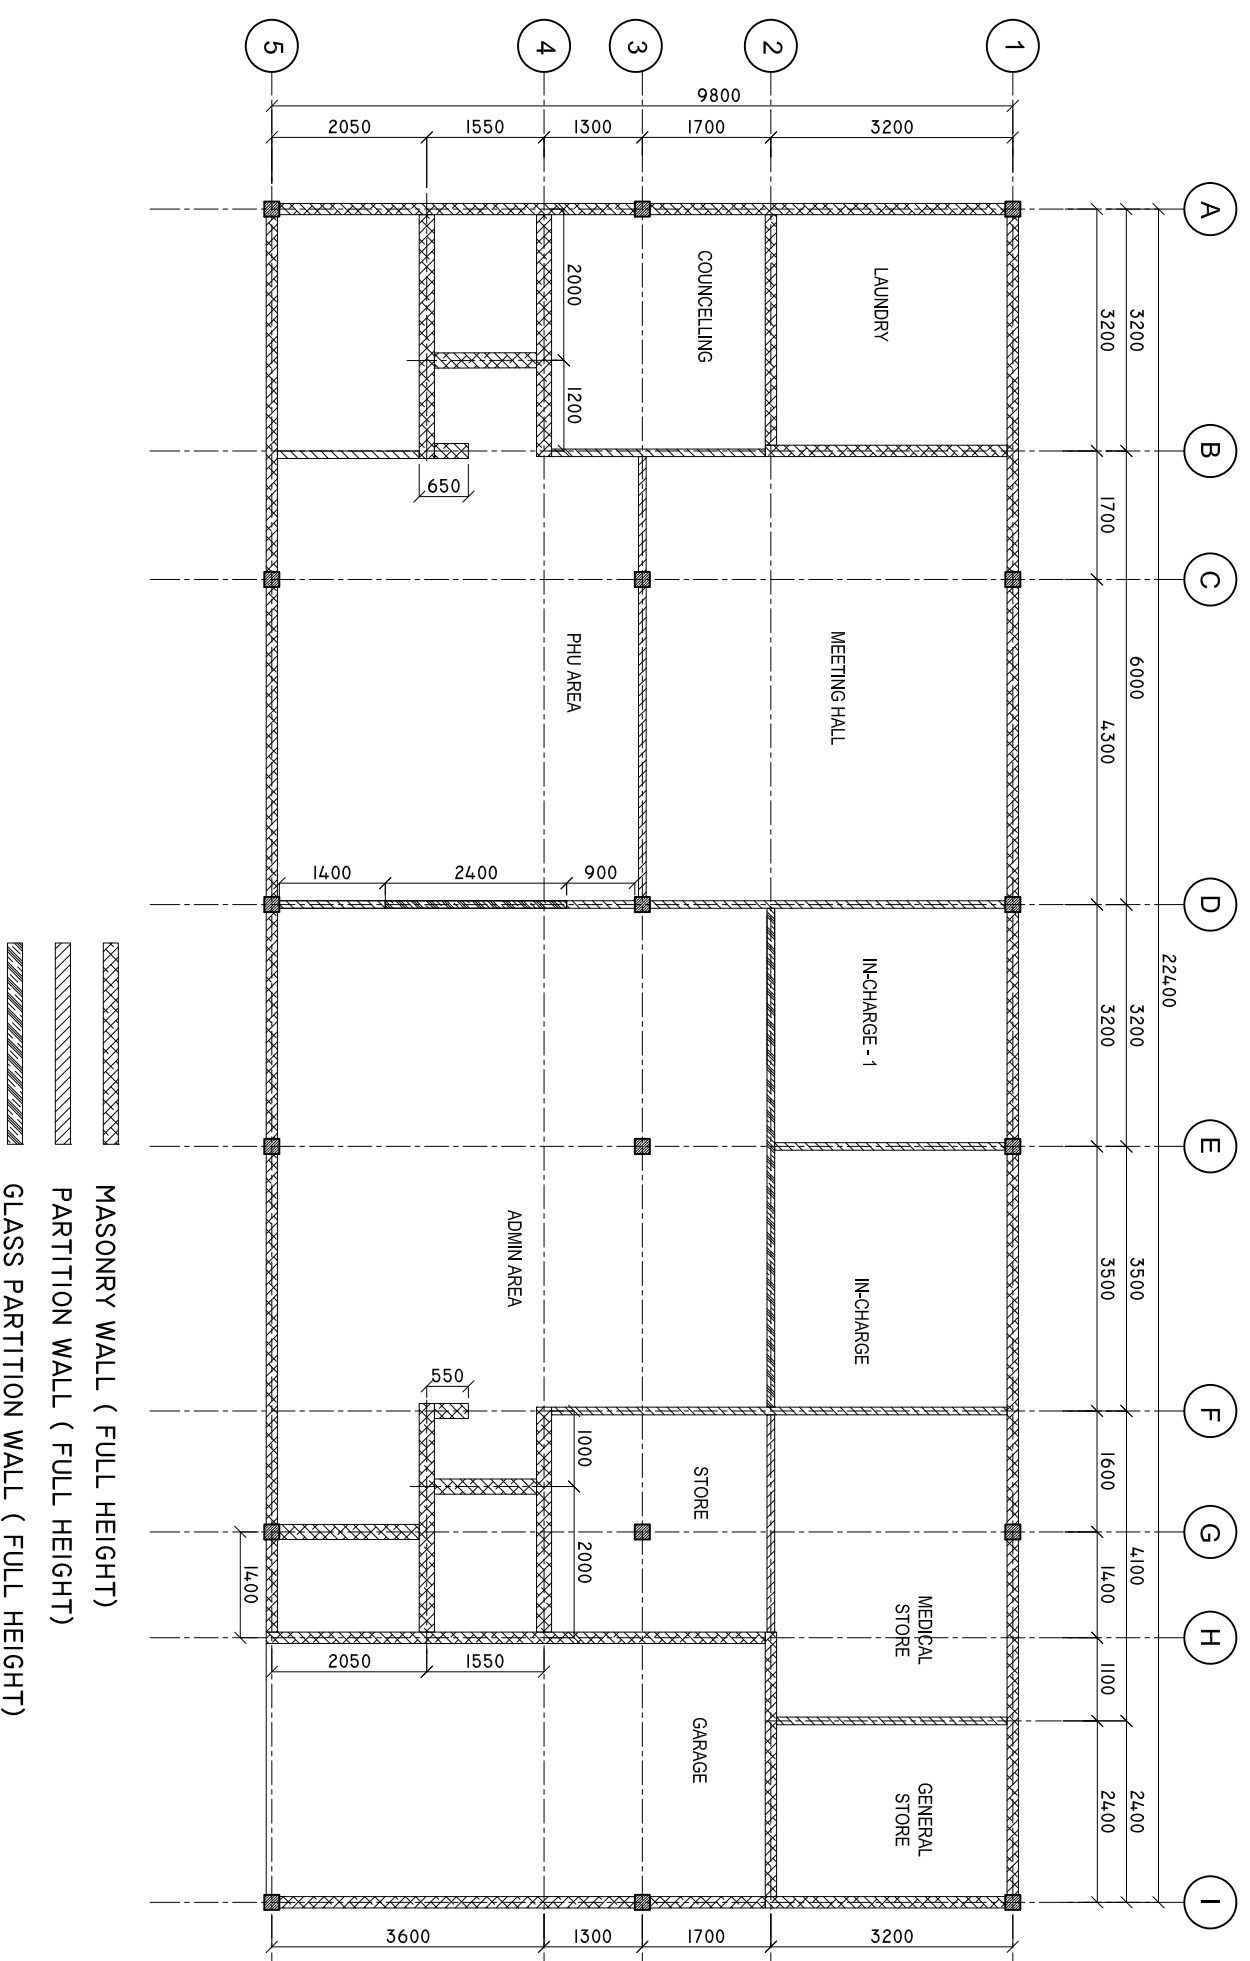 A
B
C
D
E
F
G
H
I
22400
3200
6000
3200
3500
4100
2400
3200
1700
4300
3200
3500
1600
1400
1100
2400
1
2
3
4
5
9800
3200
1700
1300
1550
2050
LAUNDRY
MEETING HALL
IN-CHARGE - 1
IN-CHARGE
MEDICAL
STORE
GENERAL
STORE
COUNCELLING
STORE
GARAGE
2000
1200
PHU AREA
ADMIN AREA
1000
2000
650
900
2400
1400
550
1400
1550
2050
3200
1700
1300
3600
MASONRY WALL ( FULL HEIGHT)
PARTITION WALL ( FULL HEIGHT)
GLASS PARTITION WALL ( FULL HEIGHT)